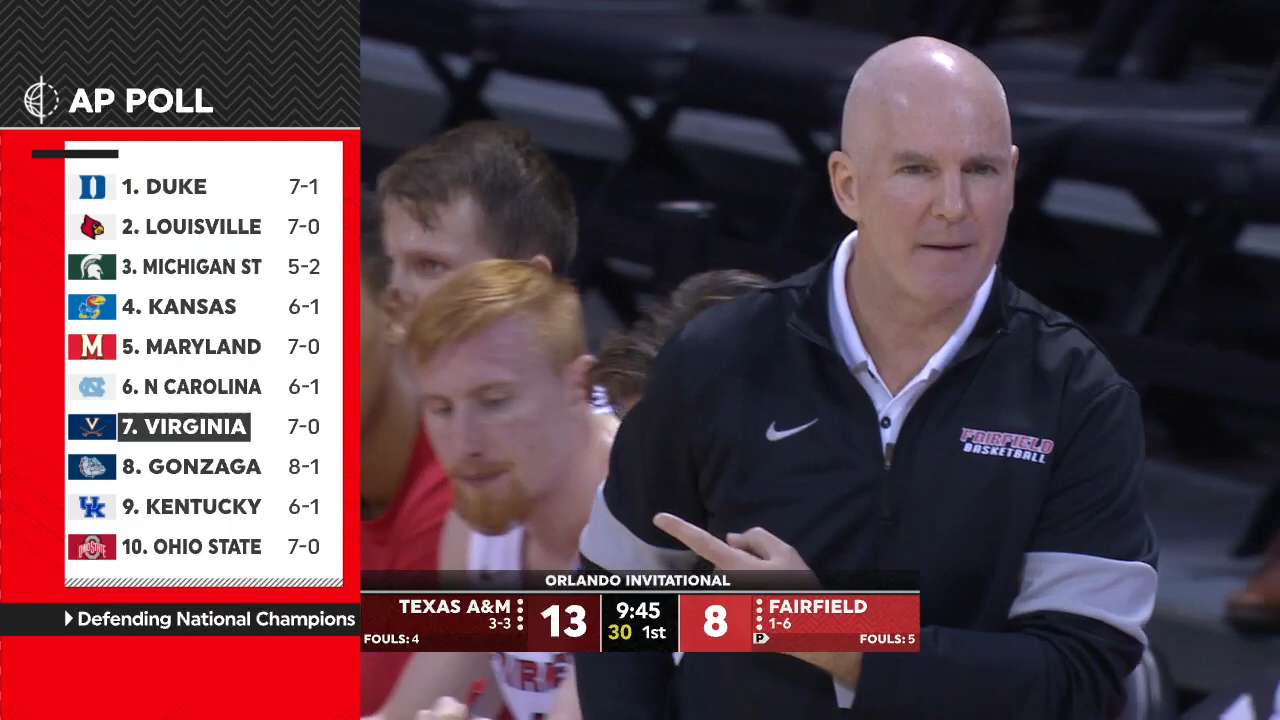 AP POLL
1. DUKE 7-1
2. LOUISVILLE 7-0
3. MICHIGAN ST 5-2
4. KANSAS 6-1
5. MARYLAND 7-0
6. N CAROLINA 6-1
7. VIRGINIA 7-0
8. GONZAGA 8-1
9. KENTUCKY 6-1
10. OHIO STATE 7-0
Defending National Champions
FAIRFIELD
BASKETBALL
ORLANDO INVITATIONAL
TEXAS A&M 13 9:45 8 FAIRFIELD
3-3 30 1st 1-6
FOULS: 4 P FOULS: 5